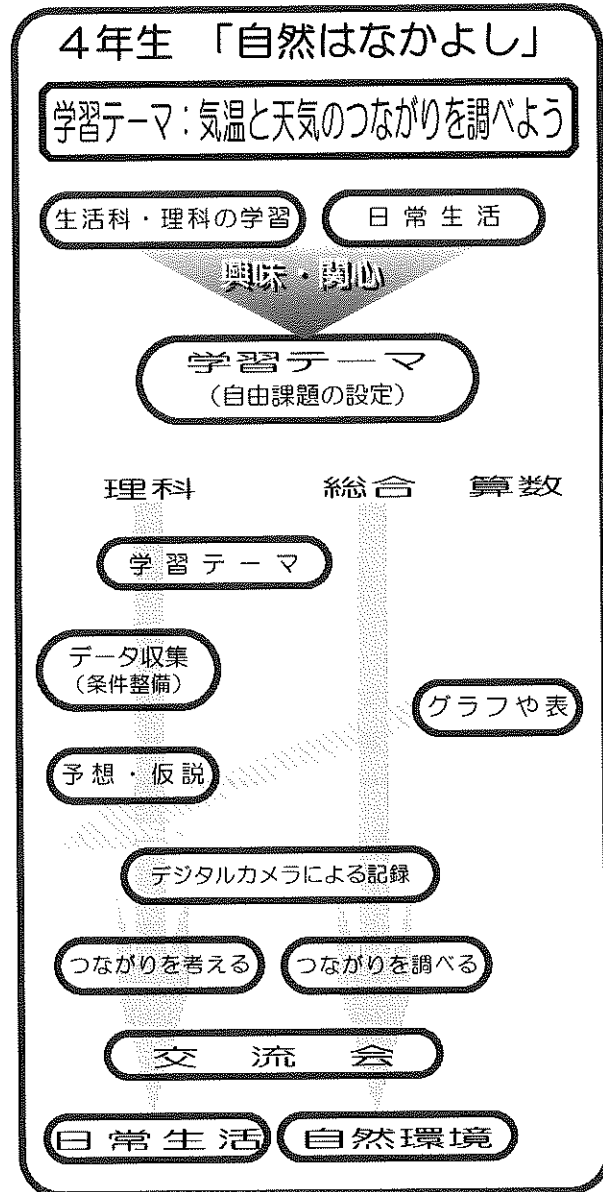 4年生 「自然はなかよし」
学習テーマ：気温と天気のつながりを調べよう
生活科・理科の学習 日常生活
興味・関心
学習テーマ
（自由課題の設定）
理科 総合 算数
学習テーマ
データ収集
（条件整備）
グラフや表
予想・仮説
デジタルカメラによる記録
つながりを考える つながりを調べる
交流会
日常生活 自然環境